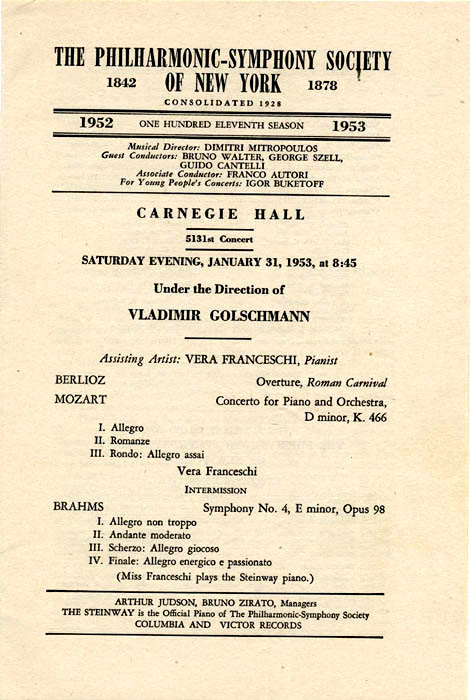 THE PHILHARMONIC-SYMPHONY SOCIETY
1842 OF NEW YORK 1878
CONSOLIDATED 1928
1952 ONE HUNDRED ELEVENTH SEASON 1953
Musical Director: DIMITRI MITROPOULOS
Guest Conductors: BRUNO WALTER, GEORGE SZELL,
GUIDO CANTELLI
Associate Conductor: FRANCO AUTORI
For Young People's Concerts: IGOR BUKETOFF
CARNEGIE HALL
5131st Concert
SATURDAY EVENING, JANUARY 31, 1953, at 8:45
Under the Direction of
VLADIMIR GOLSCHMANN
Assisting Artist: VERA FRANCESCHI, Pianist
BERLIOZ Overture, Roman Carnival
MOZART Concerto for Piano and Orchestra,
D minor, K. 466
I. Allegro
II. Romanze
III. Rondo: Allegro assai
Vera Franceschi
INTERMISSION
BRAHMS Symphony No. 4, E minor, Opus 98
I. Allegro non troppo
II. Andante moderato
III. Scherzo: Allegro giocoso
IV. Finale: Allegro energico e passionato
(Miss Franceschi plays the Steinway piano.)
ARTHUR JUDSON, BRUNO ZIRATO, Managers
THE STEINWAY is the Official Piano of The Philharmonic-Symphony Society
COLUMBIA AND VICTOR RECORDS